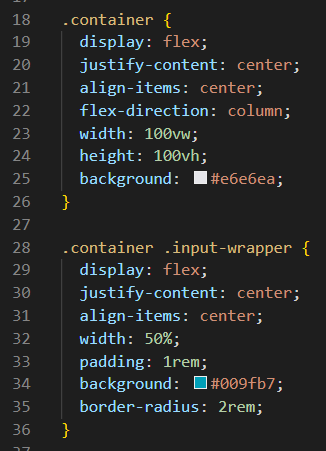 18 .container {
19 display: flex;
20 justify-content: center;
21 align-items: center;
22 flex-direction: column;
23 width: 100vw;
24 height: 100vh;
25 background: #e6e6ea;
26 }
27
28 .container .input-wrapper {
29 display: flex;
30 justify-content: center;
31 align-items: center;
32 width: 50%;
33 padding: 1rem;
34 background: #009fb7;
35 border-radius: 2rem;
36 }